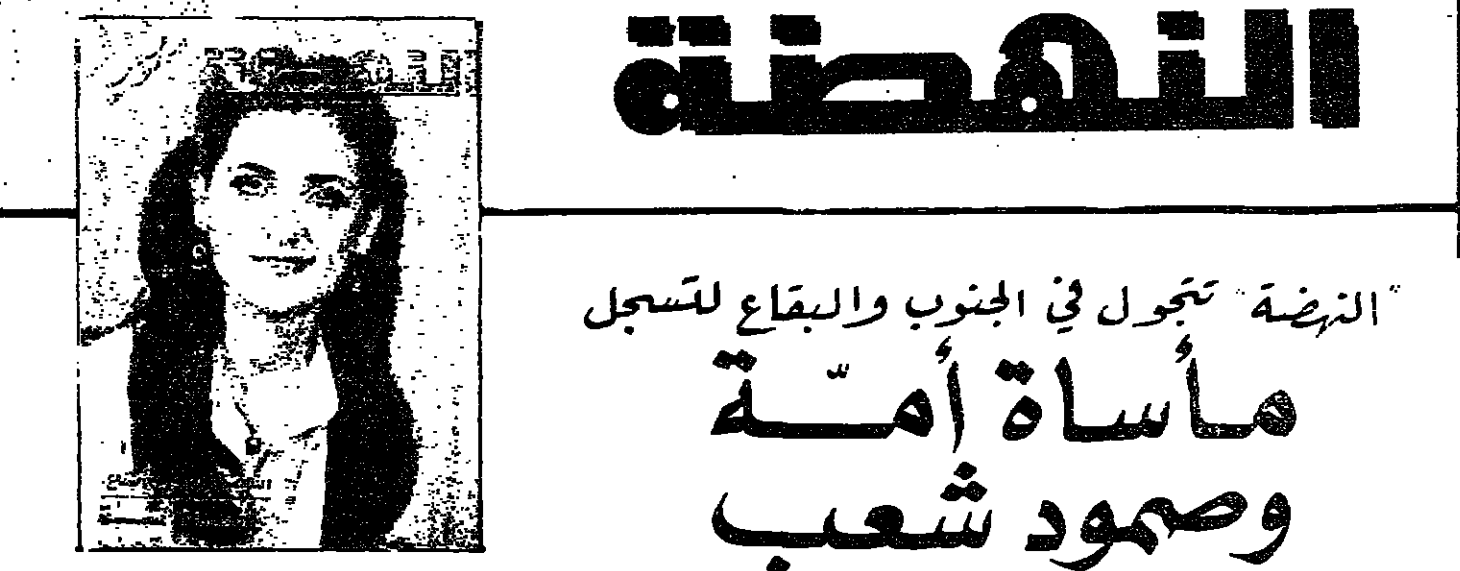 النهضة
"النهضة" تتجول في الجنوب والبقاع لتسجل
مأساة أمّة
وصمود شعب